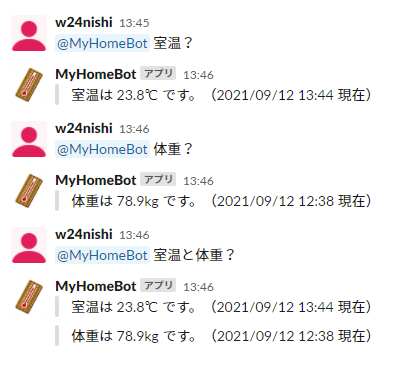 w24nishi 13:45
@MyHomeBot 室温？
MyHomeBot アプリ 13:46
室温は 23.8℃ です。（2021/09/12 13:44 現在）
w24nishi 13:46
@MyHomeBot 体重？
MyHomeBot アプリ 13:46
体重は 78.9kg です。（2021/09/12 12:38 現在）
w24nishi 13:46
@MyHomeBot 室温と体重？
MyHomeBot アプリ 13:46
室温は 23.8℃ です。（2021/09/12 13:44 現在）
体重は 78.9kg です。（2021/09/12 12:38 現在）